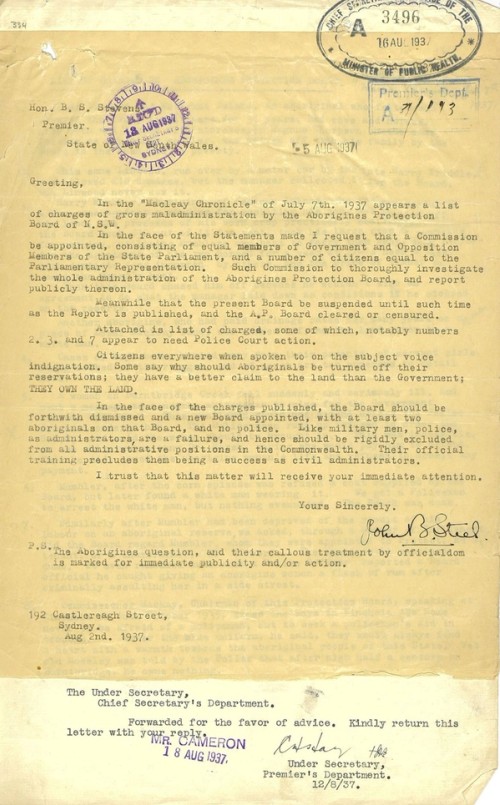 334
CHIEF SECRETARY OF THE
A 3496
16 AUG 1937
MINISTER OF PUBLIC HEALTH.
Premier's Dept.
A
A
RECD
13 AUG 1937
SYDNEY
5 AUG 1937
Hon. B. S. Stevens
Premier.
State of New South Wales.
Greeting,
In the "Macleay Chronicle" of July 7th. 1937 appears a list
of charges of gross maladministration by the Aborigines Protection
Board of N.S.W.
In the face of the Statements made I request that a Commission
be appointed, consisting of equal members of Government and Opposition
Members of the State Parliament, and a number of citizens equal to the
Parliamentary Representation. Such Commission to thoroughly investigate
the whole administration of the Aborigines Protection Board, and report
publicly thereon.
Meanwhile that the present Board be suspended until such time
as the Report is published, and the A.P. Board cleared or censured.
Attached is list of charges, some of which, notably numbers
2. 3. and 7 appear to need Police Court action.
Citizens everywhere when spoken to on the subject voice
indignation. Some say why should Aboriginals be turned off their
reservations; they have a better claim to the land than the Government;
THEY OWN THE LAND.
In the face of the charges published, the Board should be
forthwith dismissed and a new Board appointed, with at least two
aboriginals on that Board, and no police. Like military men, police,
as administrators, are a failure, and hence should be rigidly excluded
from all administrative positions in the Commonwealth. Their official
training precludes them being a success as civil administrators.
I trust that this matter will receive your immediate attention.
Yours Sincerely.
John B. Steel.
P.S.
The Aborigines question, and their callous treatment by officialdom
is marked for immediate publicity and/or action.
192 Castlereagh Street,
Sydney.
Aug 2nd. 1937.
The Under Secretary,
Chief Secretary's Department.
Forwarded for the favor of advice. Kindly return this
letter with your reply.
MR. CAMERON
18 AUG 1937
Under Secretary,
Premier's Department.
12/8/37.